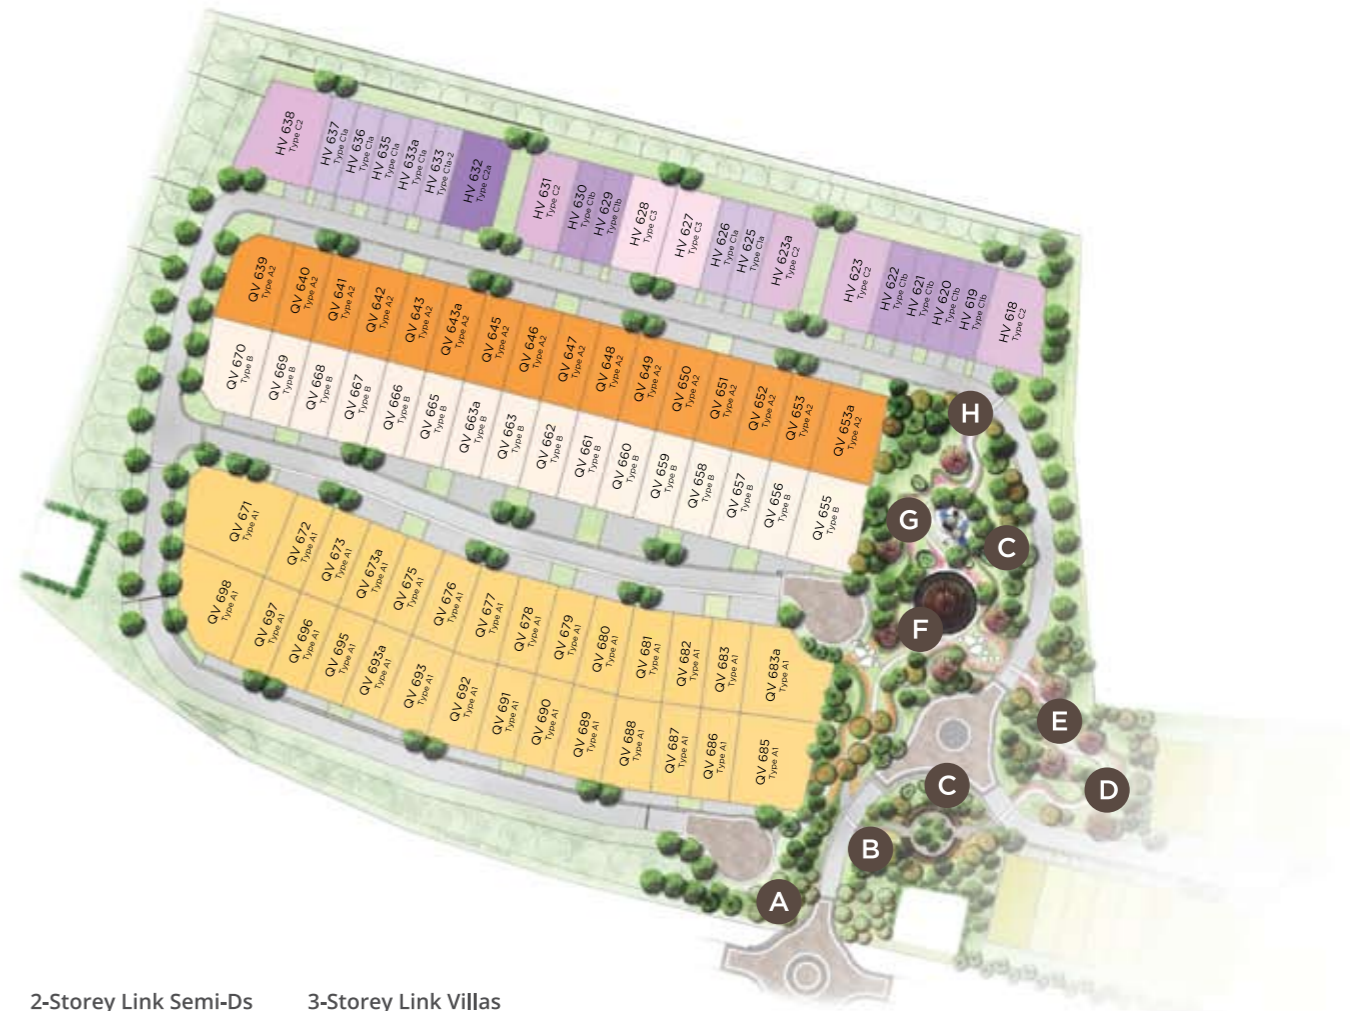 HV 638
Type C2
HV 637
Type C1a
HV 636
Type C1a
HV 635
Type C1a
HV 633a
Type C1a
HV 633
Type C1a-2
HV 632
Type C2a
HV 631
Type C2
HV 630
Type C1b
HV 629
Type C1b
HV 628
Type C3
HV 627
Type C3
HV 626
Type C1a
HV 625
Type C1a
HV 623a
Type C2
HV 623
Type C2
HV 622
Type C1b
HV 621
Type C1b
HV 620
Type C1b
HV 619
Type C1b
HV 618
Type C2
QV 639
Type A2
QV 640
Type A2
QV 641
Type A2
QV 642
Type A2
QV 643
Type A2
QV 643a
Type A2
QV 645
Type A2
QV 646
Type A2
QV 647
Type A2
QV 648
Type A2
QV 649
Type A2
QV 650
Type A2
QV 651
Type A2
QV 652
Type A2
QV 653
Type A2
QV 653a
Type A2
QV 670
Type B
QV 669
Type B
QV 668
Type B
QV 667
Type B
QV 666
Type B
QV 665
Type B
QV 663a
Type B
QV 663
Type B
QV 662
Type B
QV 661
Type B
QV 660
Type B
QV 659
Type B
QV 658
Type B
QV 657
Type B
QV 656
Type B
QV 655
Type B
QV 671
Type A1
QV 672
Type A1
QV 673
Type A1
QV 673a
Type A1
QV 675
Type A1
QV 676
Type A1
QV 677
Type A1
QV 678
Type A1
QV 679
Type A1
QV 680
Type A1
QV 681
Type A1
QV 682
Type A1
QV 683
Type A1
QV 683a
Type A1
QV 698
Type A1
QV 697
Type A1
QV 696
Type A1
QV 695
Type A1
QV 693a
Type A1
QV 693
Type A1
QV 692
Type A1
QV 691
Type A1
QV 690
Type A1
QV 689
Type A1
QV 688
Type A1
QV 687
Type A1
QV 686
Type A1
QV 685
Type A1
H
G
C
F
E
D
C
B
A
2-Storey Link Semi-Ds
3-Storey Link Villas